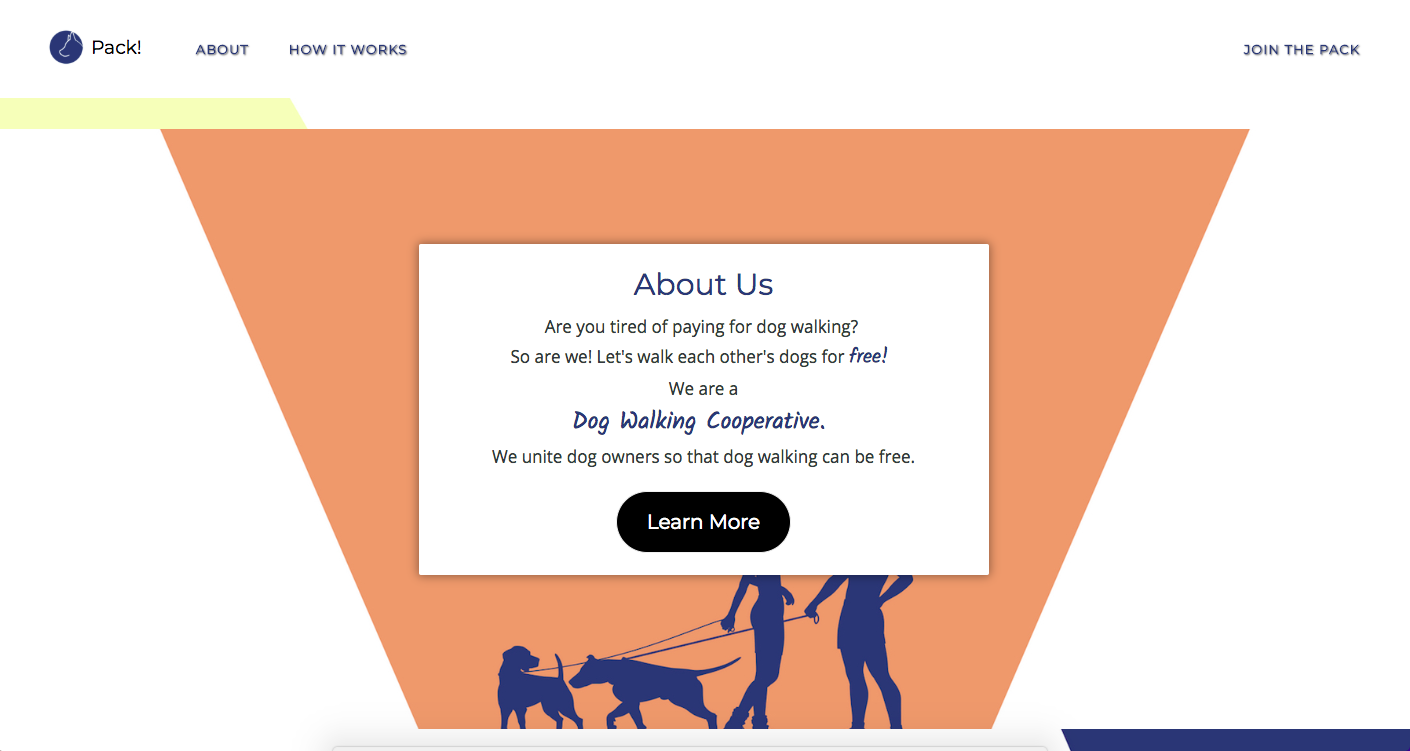 Pack!
ABOUT
HOW IT WORKS
JOIN THE PACK
About Us
Are you tired of paying for dog walking?
So are we! Let's walk each other's dogs for free!
We are a
Dog Walking Cooperative.
We unite dog owners so that dog walking can be free.
Learn More